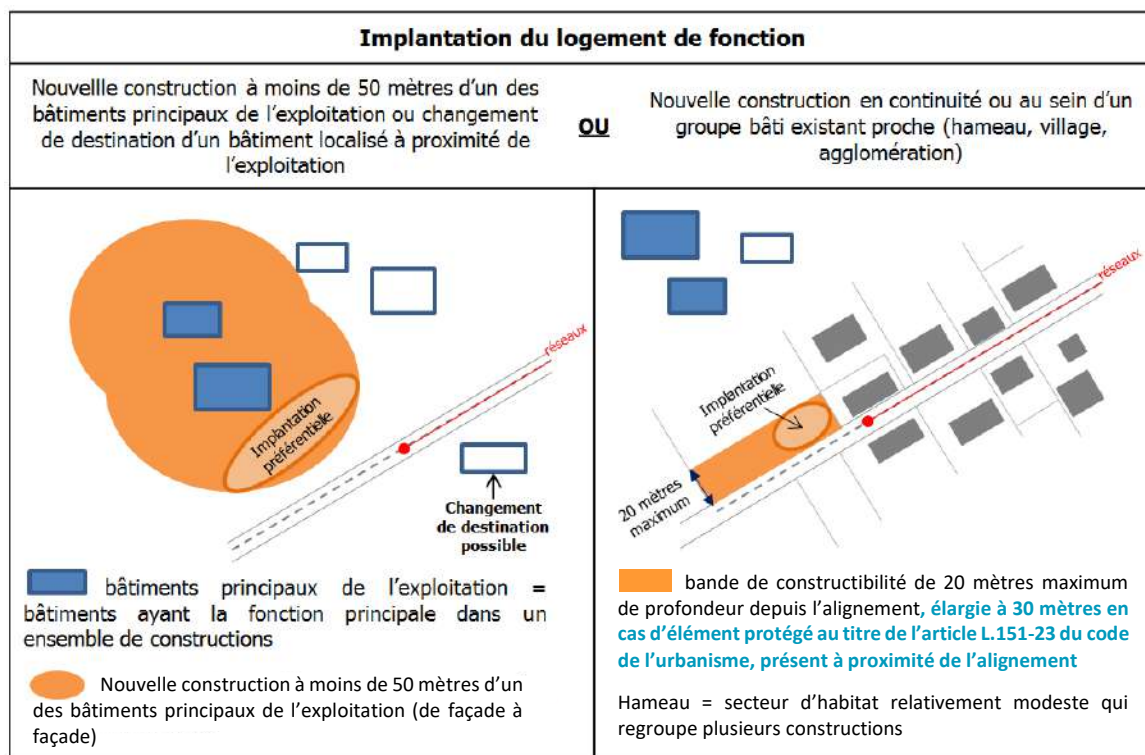 Implantation du logement de fonction
Nouvellle construction à moins de 50 mètres d'un des
bâtiments principaux de l'exploitation ou changement
de destination d'un bâtiment localisé à proximité de
l'exploitation
OU
Nouvelle construction en continuité ou au sein d'un
groupe bâti existant proche (hameau, village,
agglomération)
réseaux
Implantation
préférentielle
Changement
de destination
possible
bâtiments principaux de l'exploitation =
bâtiments ayant la fonction principale dans un
ensemble de constructions
Nouvelle construction à moins de 50 mètres d'un
des bâtiments principaux de l'exploitation (de façade à
façade)
réseaux
Implantation
préférentielle
20 mètres
maximum
bande de constructibilité de 20 mètres maximum
de profondeur depuis l'alignement, élargie à 30 mètres en
cas d'élément protégé au titre de l'article L.151-23 du code
de l'urbanisme, présent à proximité de l'alignement
Hameau = secteur d'habitat relativement modeste qui
regroupe plusieurs constructions